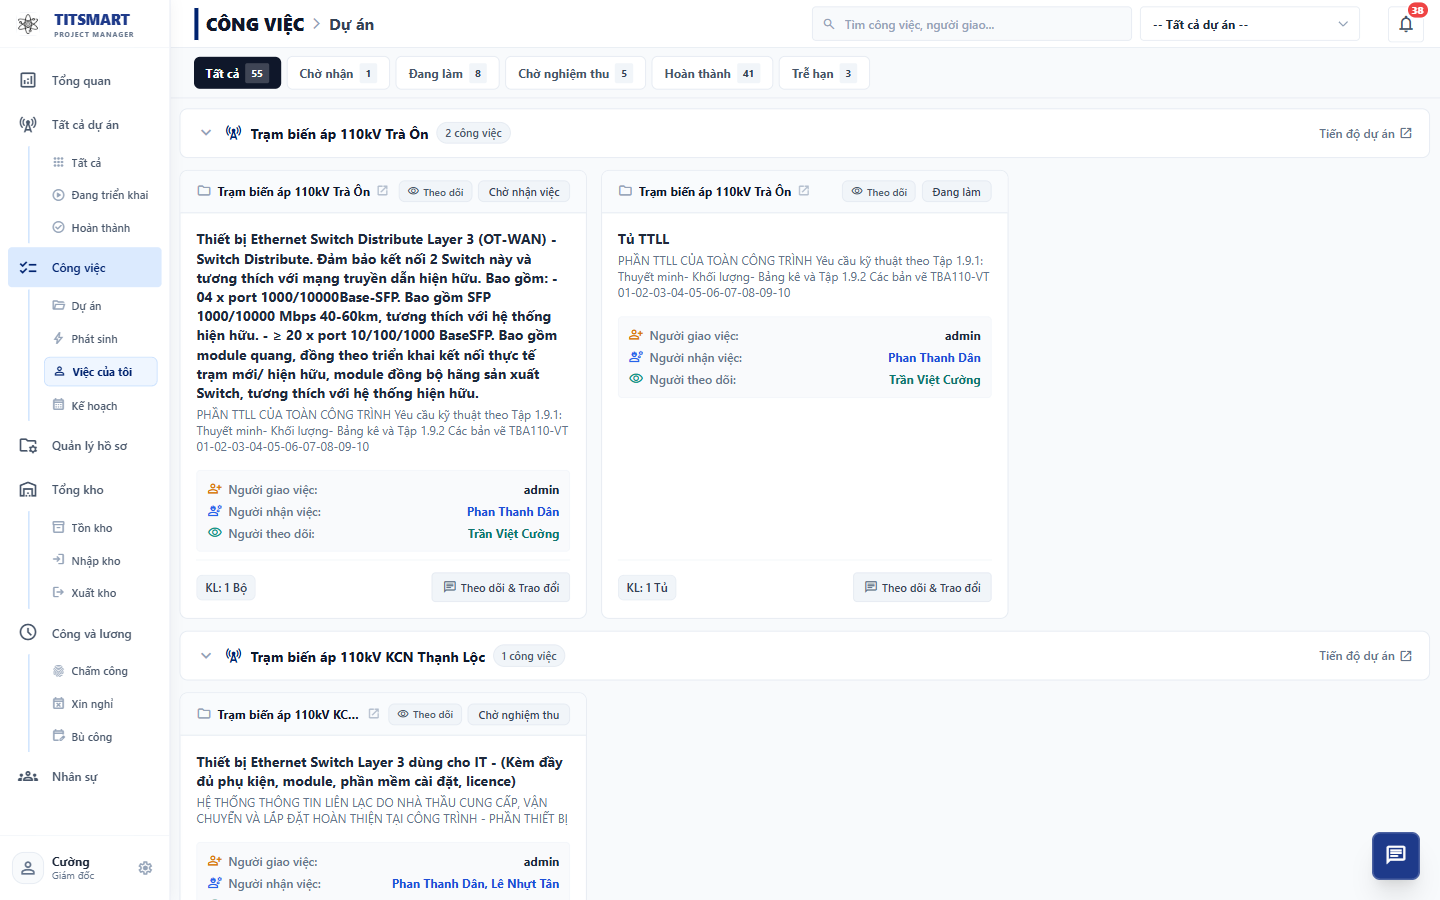 TITSMART
PROJECT MANAGER
Tổng quan
Tất cả dự án
Tất cả
Đang triển khai
Hoàn thành
Công việc
Dự án
Phát sinh
Việc của tôi
Kế hoạch
Quản lý hồ sơ
Tổng kho
Tồn kho
Nhập kho
Xuất kho
Công và lương
Chấm công
Xin nghỉ
Bù công
Nhân sự
Cường
Giám đốc
CÔNG VIỆC
Dự án
Tìm công việc, người giao...
-- Tất cả dự án --
38
Tất cả 55
Chờ nhận 1
Đang làm 8
Chờ nghiệm thu 5
Hoàn thành 41
Trễ hạn 3
Trạm biến áp 110kV Trà Ôn
2 công việc
Tiến độ dự án
Trạm biến áp 110kV Trà Ôn
Theo dõi
Chờ nhận việc
Thiết bị Ethernet Switch Distribute Layer 3 (OT-WAN) -
Switch Distribute. Đảm bảo kết nối 2 Switch này và
tương thích với mạng truyền dẫn hiện hữu. Bao gồm: -
04 x port 1000/10000Base-SFP. Bao gồm SFP
1000/10000 Mbps 40-60km, tương thích với hệ thống
hiện hữu. - ≥ 20 x port 10/100/1000 BaseSFP. Bao gồm
module quang, đồng theo triển khai kết nối thực tế
trạm mới/ hiện hữu, module đồng bộ hãng sản xuất
Switch, tương thích với hệ thống hiện hữu.
PHẦN TTLL CỦA TOÀN CÔNG TRÌNH Yêu cầu kỹ thuật theo Tập 1.9.1:
Thuyết minh- Khối lượng- Bảng kê và Tập 1.9.2 Các bản vẽ TBA110-VT
01-02-03-04-05-06-07-08-09-10
Người giao việc: admin
Người nhận việc: Phan Thanh Dân
Người theo dõi: Trần Việt Cường
KL: 1 Bộ
Theo dõi & Trao đổi
Trạm biến áp 110kV Trà Ôn
Theo dõi
Đang làm
Tủ TTLL
PHẦN TTLL CỦA TOÀN CÔNG TRÌNH Yêu cầu kỹ thuật theo Tập 1.9.1:
Thuyết minh- Khối lượng- Bảng kê và Tập 1.9.2 Các bản vẽ TBA110-VT
01-02-03-04-05-06-07-08-09-10
Người giao việc: admin
Người nhận việc: Phan Thanh Dân
Người theo dõi: Trần Việt Cường
KL: 1 Tủ
Theo dõi & Trao đổi
Trạm biến áp 110kV KCN Thạnh Lộc
1 công việc
Tiến độ dự án
Trạm biến áp 110kV KC...
Theo dõi
Chờ nghiệm thu
Thiết bị Ethernet Switch Layer 3 dùng cho IT - (Kèm đầy
đủ phụ kiện, module, phần mềm cài đặt, licence)
HỆ THỐNG THÔNG TIN LIÊN LẠC DO NHÀ THẦU CUNG CẤP, VẬN
CHUYỂN VÀ LẮP ĐẶT HOÀN THIỆN TẠI CÔNG TRÌNH - PHẦN THIẾT BỊ
Người giao việc: admin
Người nhận việc: Phan Thanh Dân, Lê Nhựt Tân